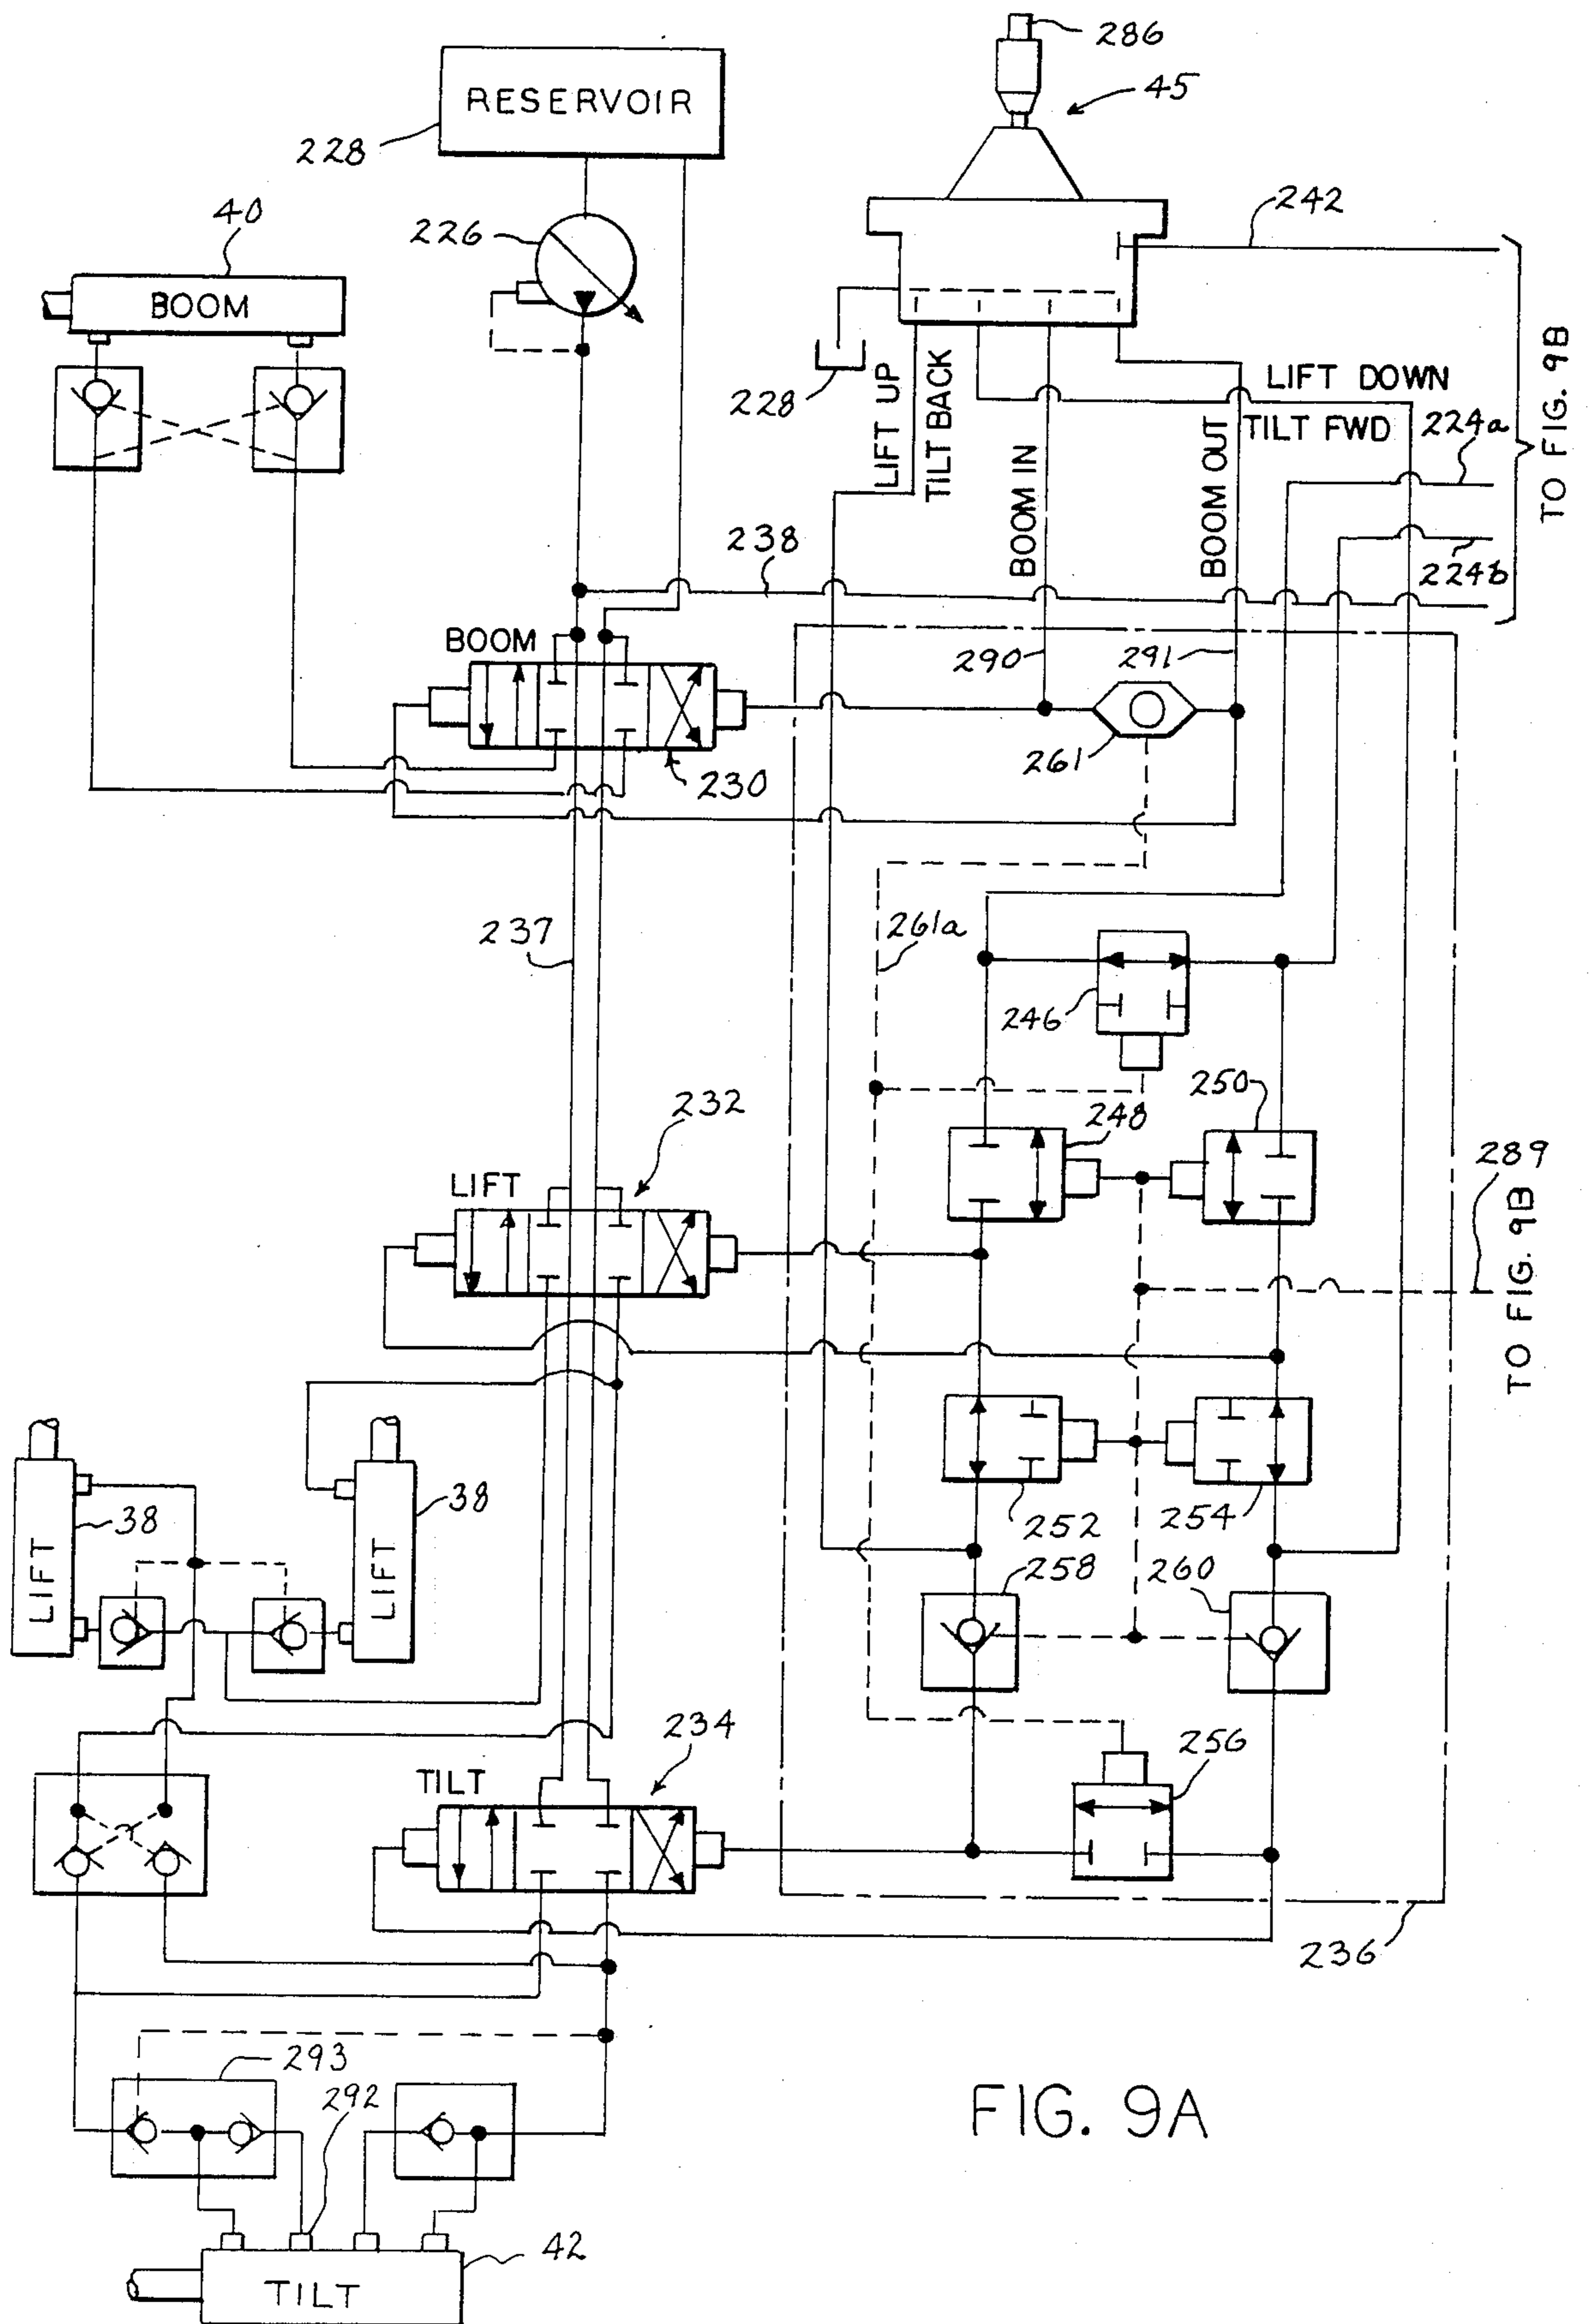 286
RESERVOIR
45
228
40
226
242
BOOM
228
LIFT UP
TILT BACK
BOOM IN
BOOM OUT
LIFT DOWN
TILT FWD
224a
224b
TO FIG. 9B
238
BOOM
290
291
230
261
237
261a
246
232
248
250
LIFT
289
TO FIG. 9B
LIFT
38
LIFT
38
252
254
258
260
234
TILT
256
236
293
292
42
TILT
FIG. 9A